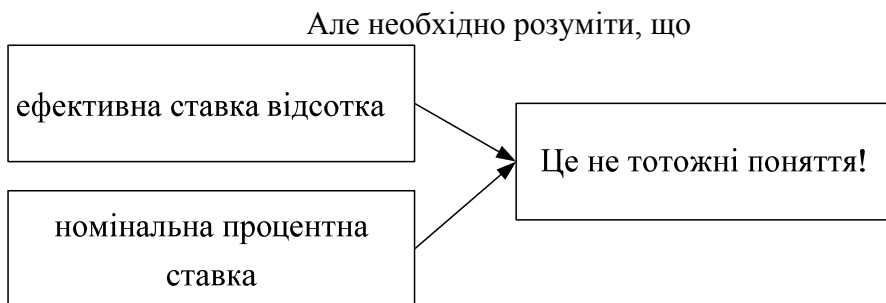 Але необхідно розуміти, що
ефективна ставка відсотка
Це не тотожні поняття!
номінальна процентна
ставка